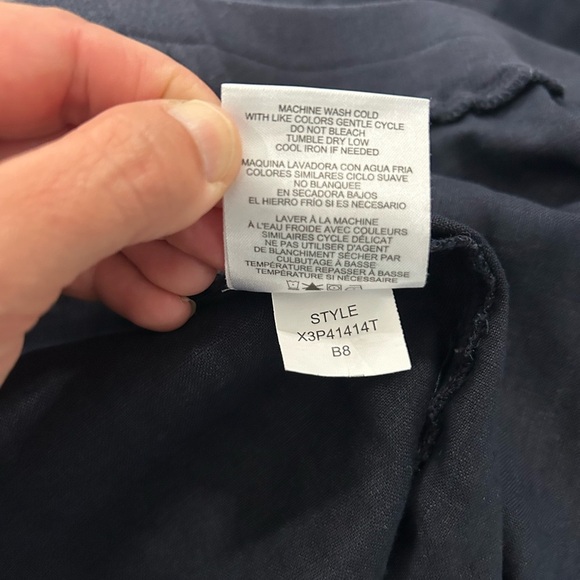 MACHINE WASH COLD
WITH LIKE COLORS GENTLE CYCLE
DO NOT BLEACH
TUMBLE DRY LOW
COOL IRON IF NEEDED
MAQUINA LAVADORA CON AGUA FRIA
COLORES SIMILARES CICLO SUAVE
NO BLANQUEE
EN SECADORA BAJOS
EL HIERRO FRÍO SI ES NECESARIO
LAVER À LA MACHINE
À L'EAU FROIDE AVEC COULEURS
SIMILAIRES CYCLE DÉLICAT
NE PAS UTILISER D'AGENT
DE BLANCHIMENT SÉCHER PAR
CULBUTAGE À BASSE
TEMPÉRATURE REPASSER À BASSE
TEMPÉRATURE SI NÉCESSAIRE
STYLE
X3P41414T
B8